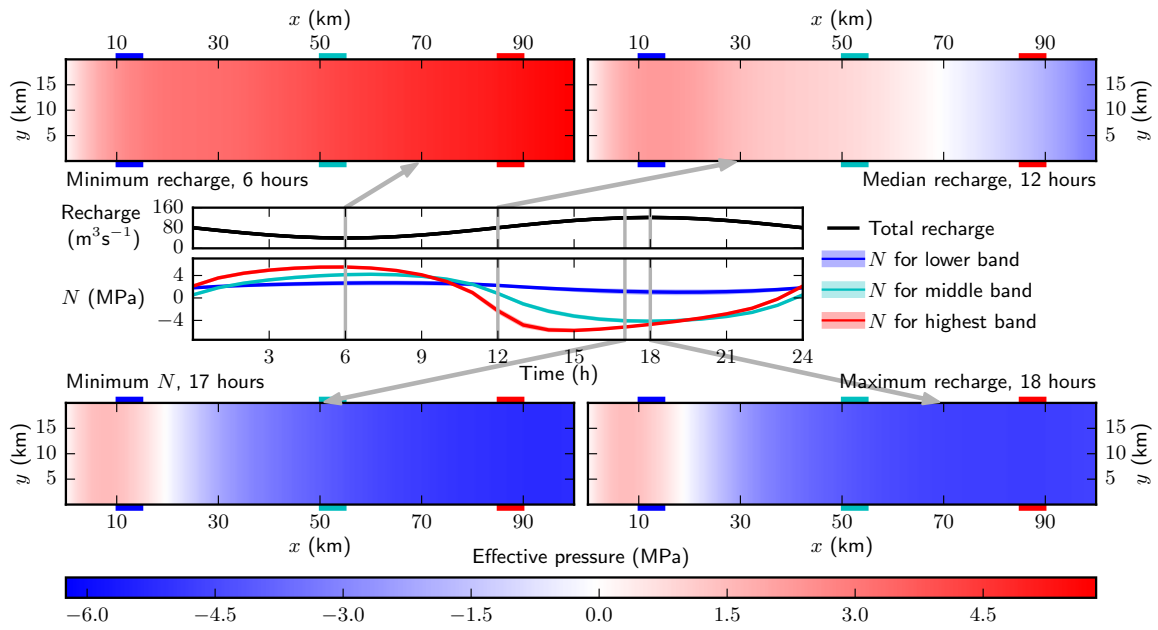 x (km)
x (km)
10 30 50 70 90
10 30 50 70 90
y (km)
15
10
5
15
10
5
y (km)
Minimum recharge, 6 hours
Median recharge, 12 hours
Recharge
(m³s⁻¹)
160
80
0
N (MPa)
4
0
−4
3 6 9 12 15 18 21 24
Time (h)
Total recharge
N for lower band
N for middle band
N for highest band
Minimum N, 17 hours
Maximum recharge, 18 hours
y (km)
15
10
5
15
10
5
y (km)
10 30 50 70 90
10 30 50 70 90
x (km)
x (km)
Effective pressure (MPa)
−6.0 −4.5 −3.0 −1.5 0.0 1.5 3.0 4.5